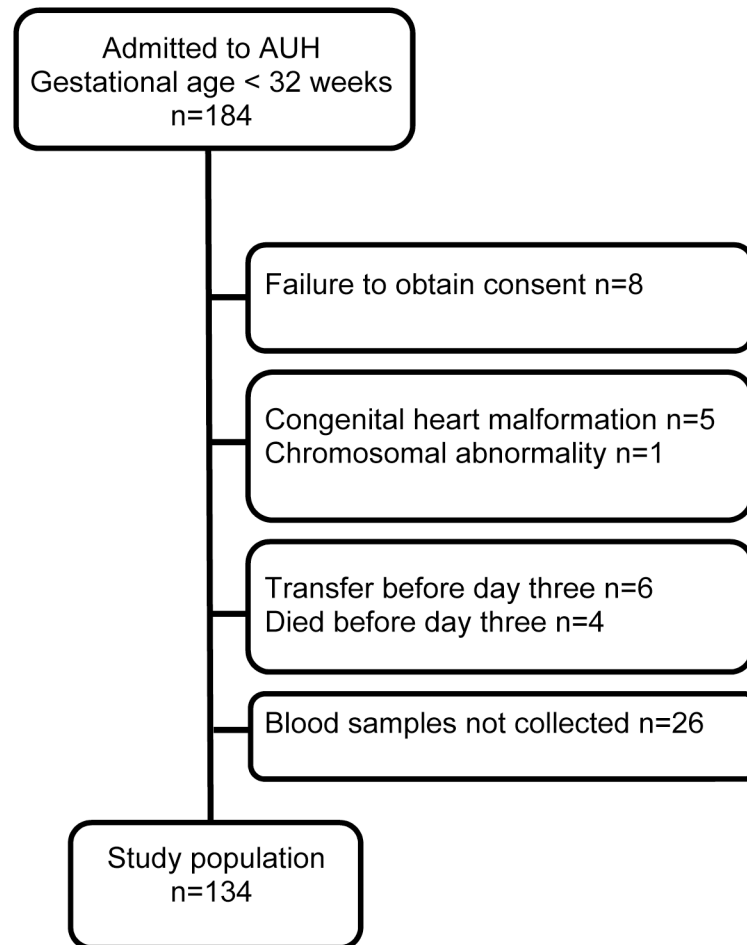 Admitted to AUH
Gestational age < 32 weeks
n=184
Failure to obtain consent n=8
Congenital heart malformation n=5
Chromosomal abnormality n=1
Transfer before day three n=6
Died before day three n=4
Blood samples not collected n=26
Study population
n=134